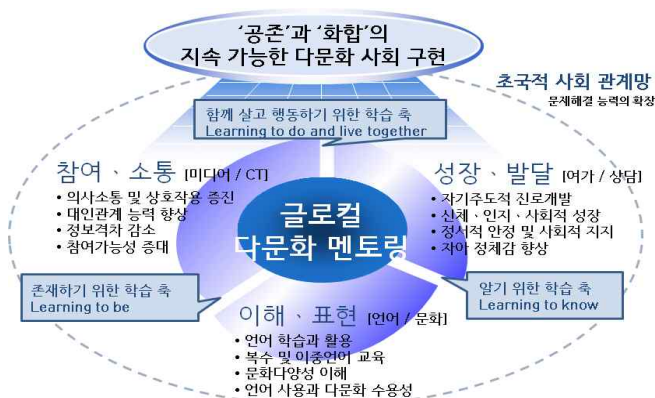 ‘공존’과 ‘화합’의
지속 가능한 다문화 사회 구현
초국적 사회 관계망
문제해결 능력의 확장
함께 살고 행동하기 위한 학습 축
Learning to do and live together
참여、소통 [미디어 / CT]
• 의사소통 및 상호작용 증진
• 대인관계 능력 향상
• 정보격차 감소
• 참여가능성 증대
성장、발달 [여가 / 상담]
• 자기주도적 진로개발
• 신체、인지、사회적 성장
• 정서적 안정 및 사회적 지지
• 자아 정체감 향상
글로컬
다문화 멘토링
존재하기 위한 학습 축
Learning to be
알기 위한 학습 축
Learning to know
이해、표현 [언어 / 문화]
• 언어 학습과 활용
• 복수 및 이중언어 교육
• 문화다양성 이해
• 언어 사용과 다문화 수용성